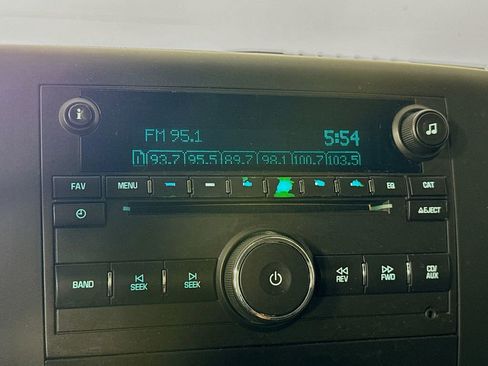 FM 95.1 5:54
1 93.7 95.5 89.7 98.1 100.7 103.5
FAV MENU EQ CAT
EJECT
BAND SEEK SEEK REV FWD CD/AUX